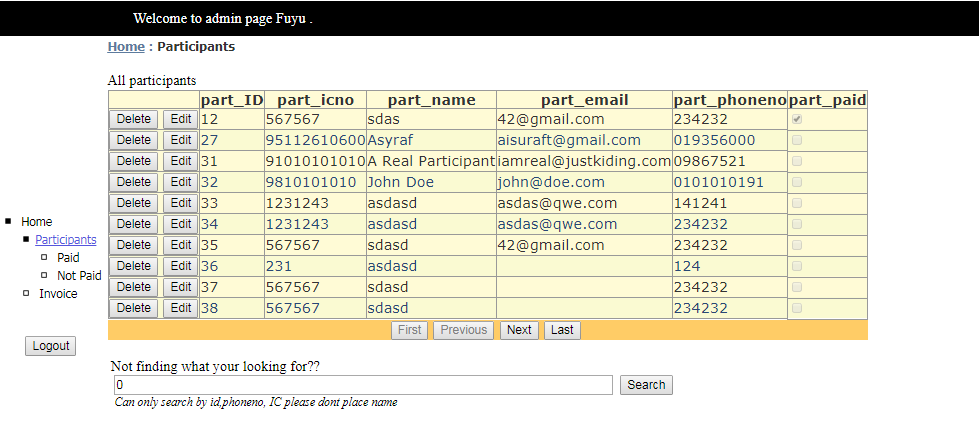 Welcome to admin page Fuyu .
Home : Participants
All participants
part_ID part_icno part_name part_email part_phoneno part_paid
Delete Edit 12 567567 sdas 42@gmail.com 234232
Delete Edit 27 95112610600 Asyraf aisuraft@gmail.com 019356000
Delete Edit 31 91010101010 A Real Participant iamreal@justkiding.com 09867521
Delete Edit 32 9810101010 John Doe john@doe.com 0101010191
Delete Edit 33 1231243 asdasd asdas@qwe.com 141241
Delete Edit 34 1231243 asdasd asdas@qwe.com 234232
Delete Edit 35 567567 sdasd 42@gmail.com 234232
Delete Edit 36 231 asdasd 124
Delete Edit 37 567567 sdasd 234232
Delete Edit 38 567567 sdasd 234232
First Previous Next Last
Home
Participants
Paid
Not Paid
Invoice
Logout
Not finding what your looking for??
0 Search
Can only search by id,phoneno, IC please dont place name